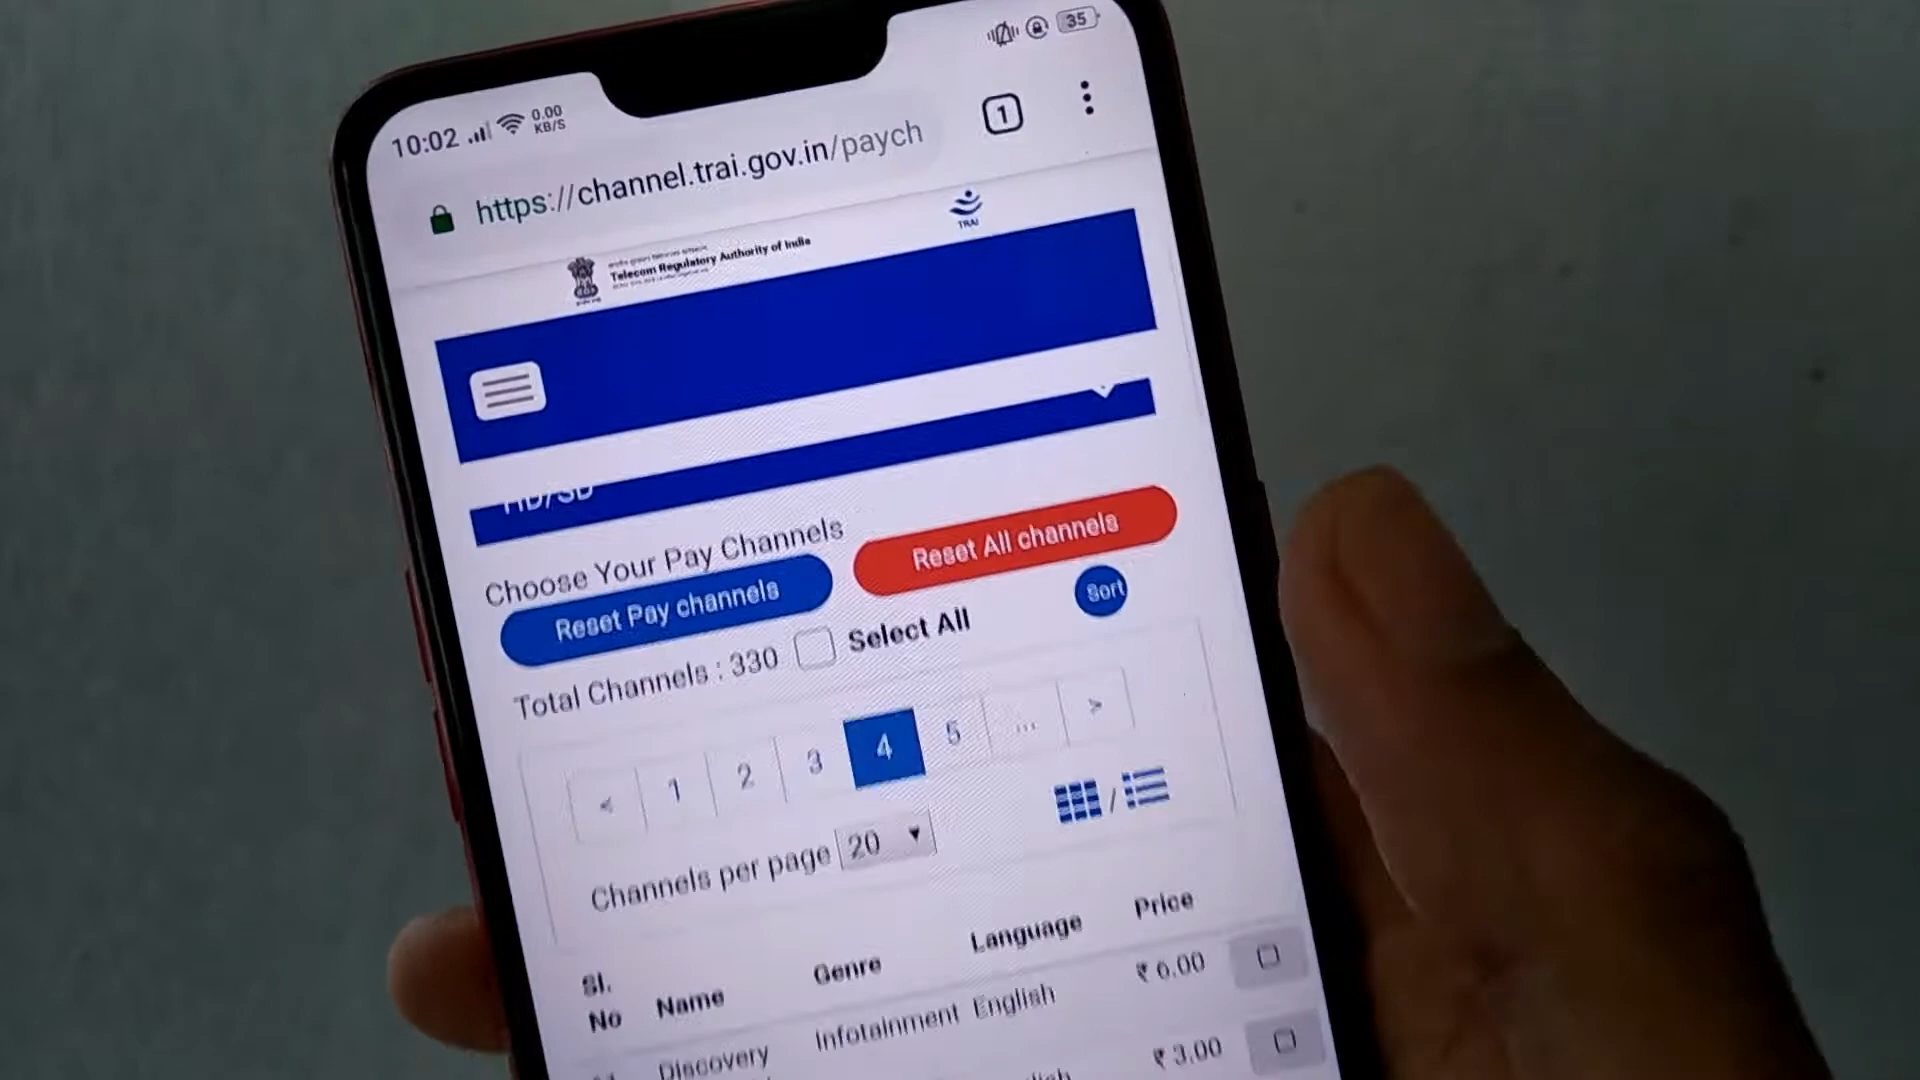 10:02
0.00
KB/S
35
https://channel.trai.gov.in/paych
1
Telecom Regulatory Authority of India
TRAI
HD/SD
Choose Your Pay Channels
Reset Pay channels
Reset All channels
Total Channels : 330
Select All
Sort
< 1 2 3 4 5 ... >
Channels per page 20
/
Sl. No Name Genre Language Price
Discovery Infotainment English ₹ 6.00
₹ 3.00